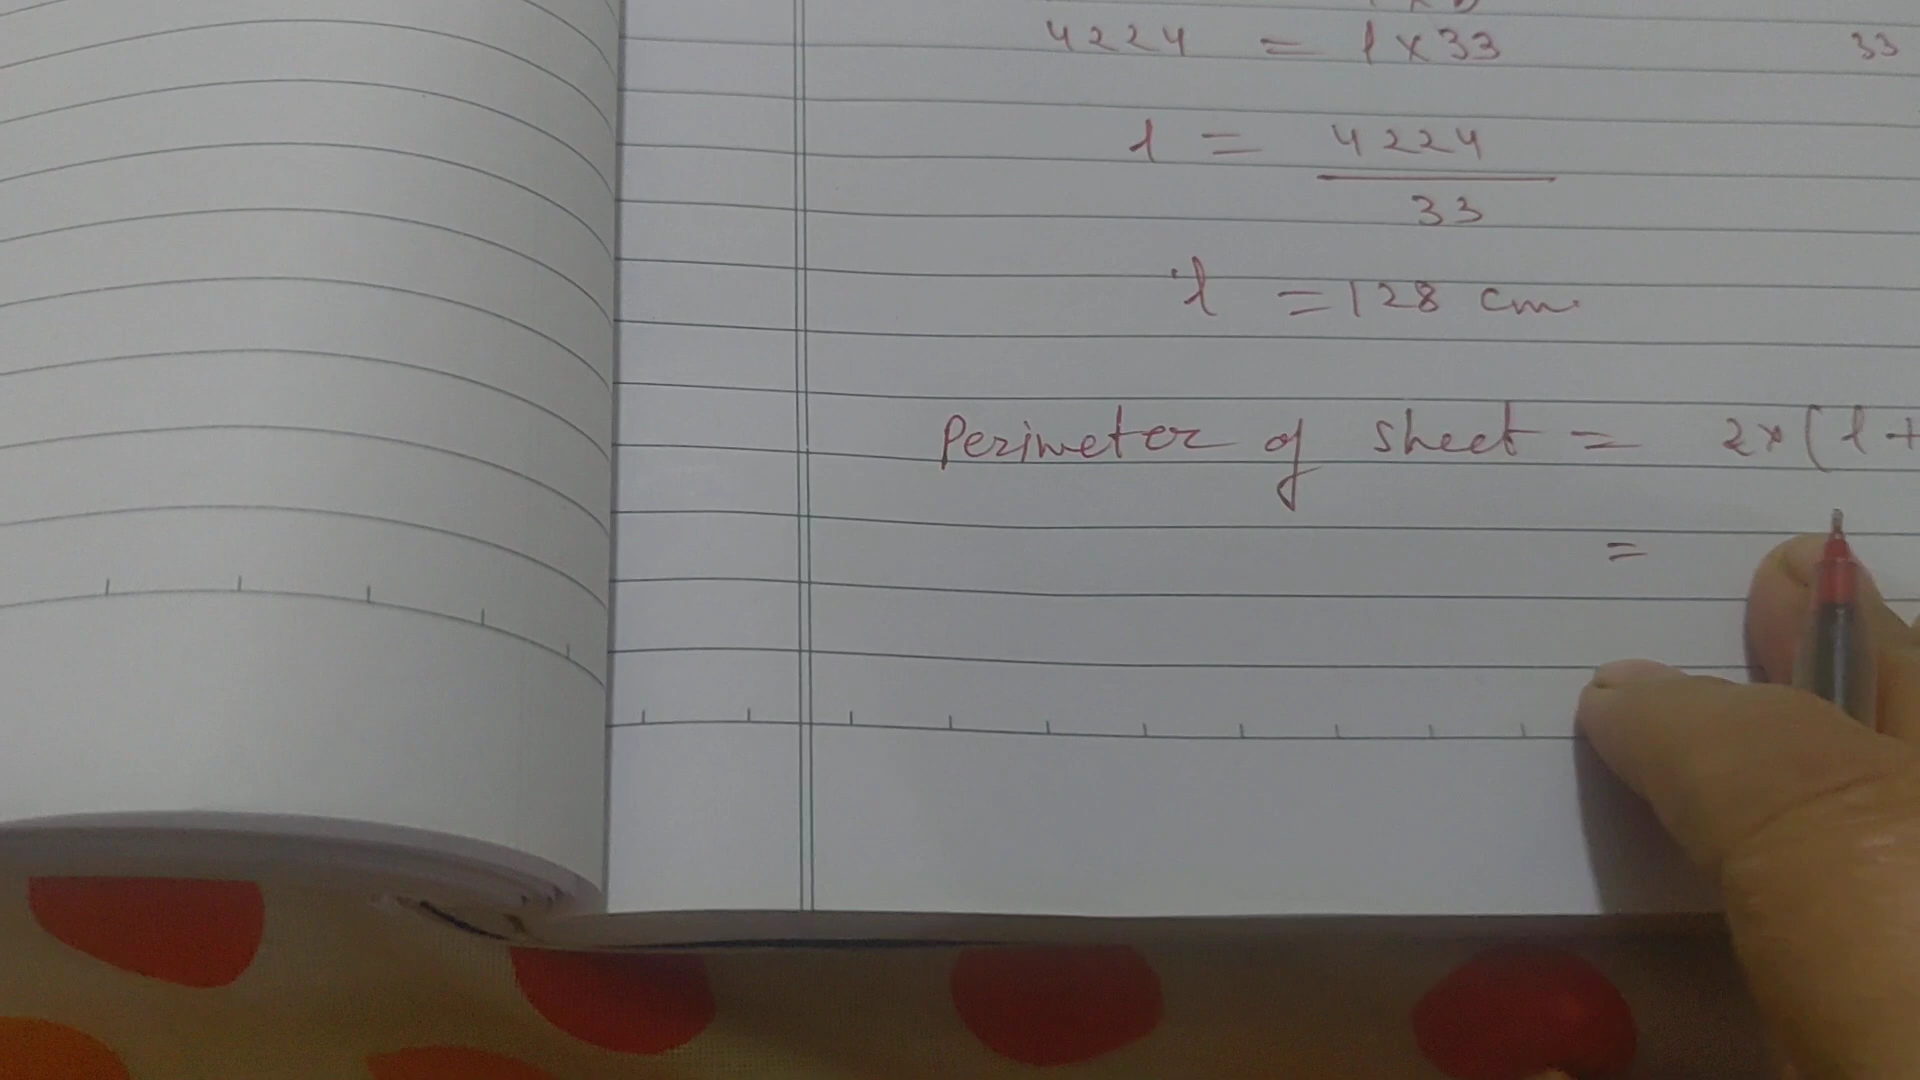 4224 = l × 33 33
l = 4224
33
l = 128 cm.
Perimeter of sheet = 2 × ( l +
=